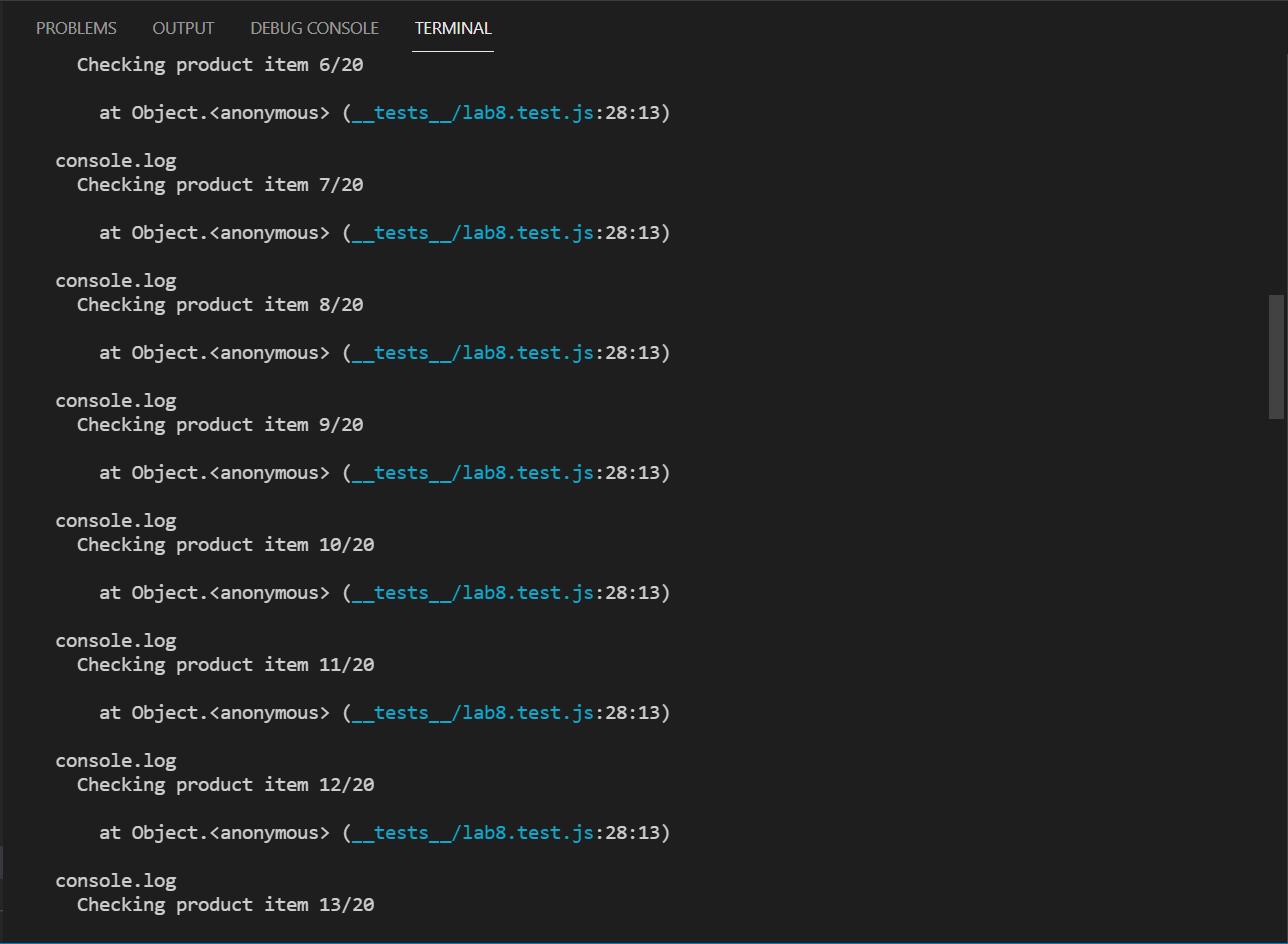 PROBLEMS OUTPUT DEBUG CONSOLE TERMINAL
Checking product item 6/20
at Object.<anonymous> (__tests__/lab8.test.js:28:13)
console.log
Checking product item 7/20
at Object.<anonymous> (__tests__/lab8.test.js:28:13)
console.log
Checking product item 8/20
at Object.<anonymous> (__tests__/lab8.test.js:28:13)
console.log
Checking product item 9/20
at Object.<anonymous> (__tests__/lab8.test.js:28:13)
console.log
Checking product item 10/20
at Object.<anonymous> (__tests__/lab8.test.js:28:13)
console.log
Checking product item 11/20
at Object.<anonymous> (__tests__/lab8.test.js:28:13)
console.log
Checking product item 12/20
at Object.<anonymous> (__tests__/lab8.test.js:28:13)
console.log
Checking product item 13/20